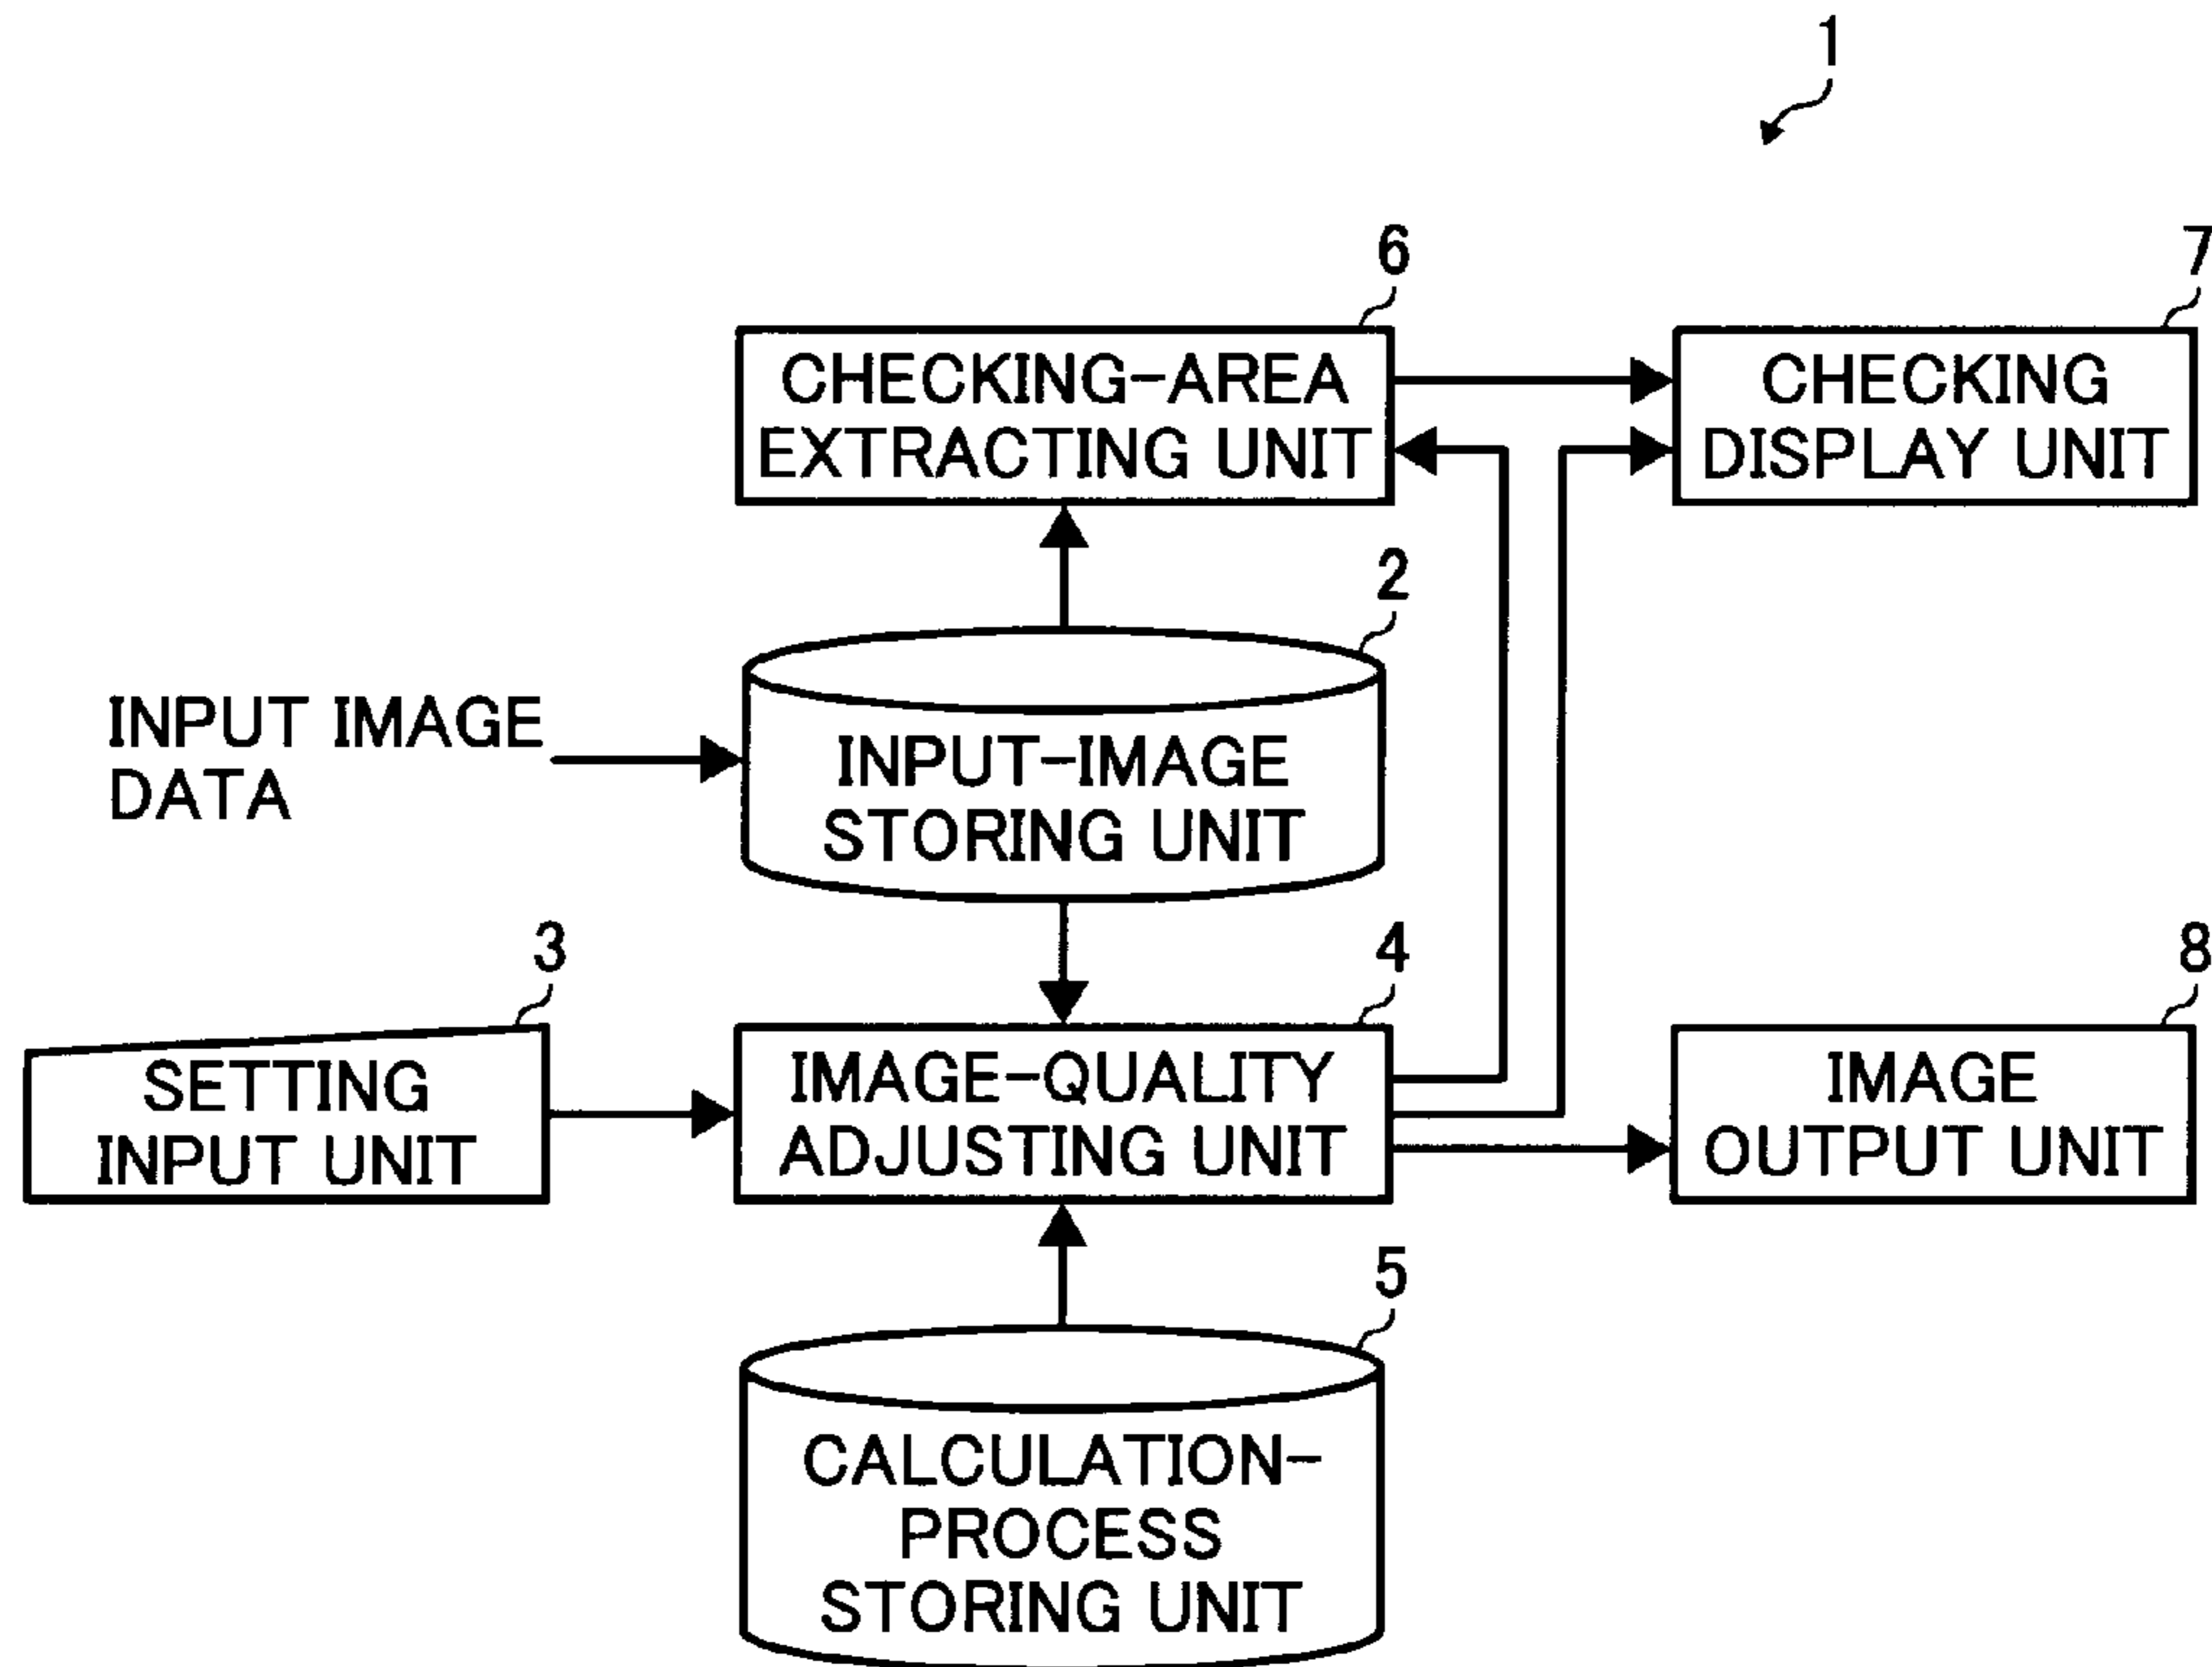 1
6
7
CHECKING-AREA
EXTRACTING UNIT
CHECKING
DISPLAY UNIT
2
INPUT IMAGE
DATA
INPUT-IMAGE
STORING UNIT
3
4
8
SETTING
INPUT UNIT
IMAGE-QUALITY
ADJUSTING UNIT
IMAGE
OUTPUT UNIT
5
CALCULATION-
PROCESS
STORING UNIT